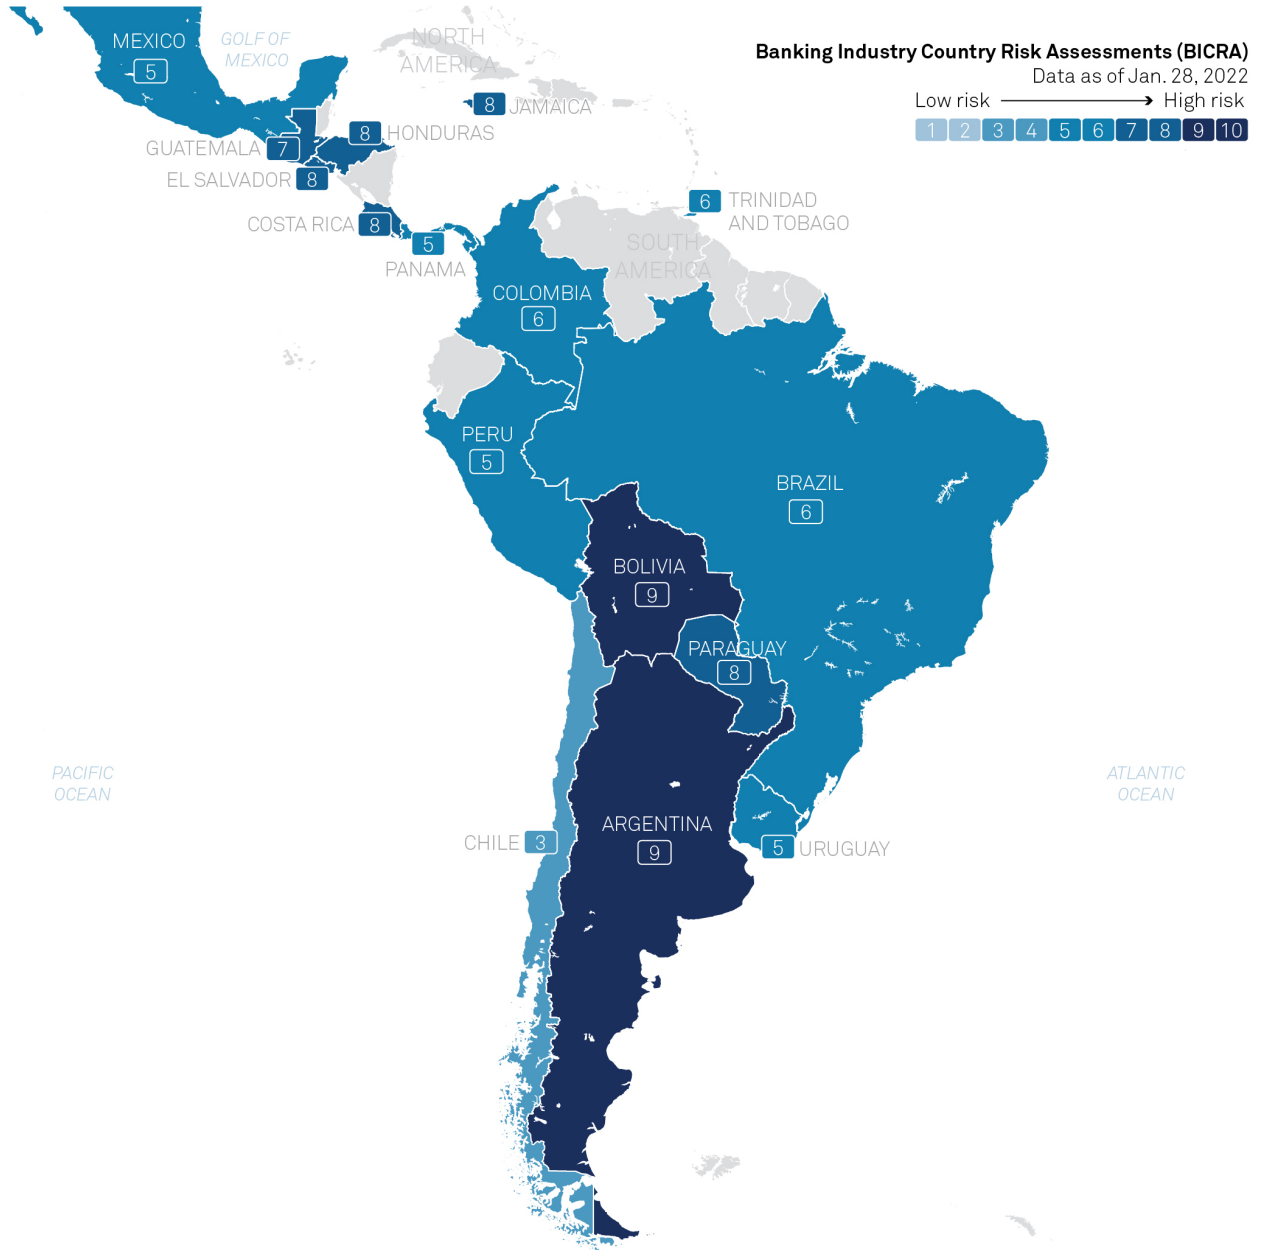 Banking Industry Country Risk Assessments (BICRA)
Data as of Jan. 28, 2022
Low risk High risk
1 2 3 4 5 6 7 8 9 10
MEXICO
5
GOLF OF
MEXICO
NORTH
AMERICA
8 JAMAICA
8 HONDURAS
GUATEMALA 7
EL SALVADOR 8
COSTA RICA 8
5
PANAMA
6 TRINIDAD
AND TOBAGO
SOUTH
AMERICA
COLOMBIA
6
PERU
5
BRAZIL
6
BOLIVIA
9
PARAGUAY
8
PACIFIC
OCEAN
ATLANTIC
OCEAN
ARGENTINA
9
CHILE 3
5 URUGUAY